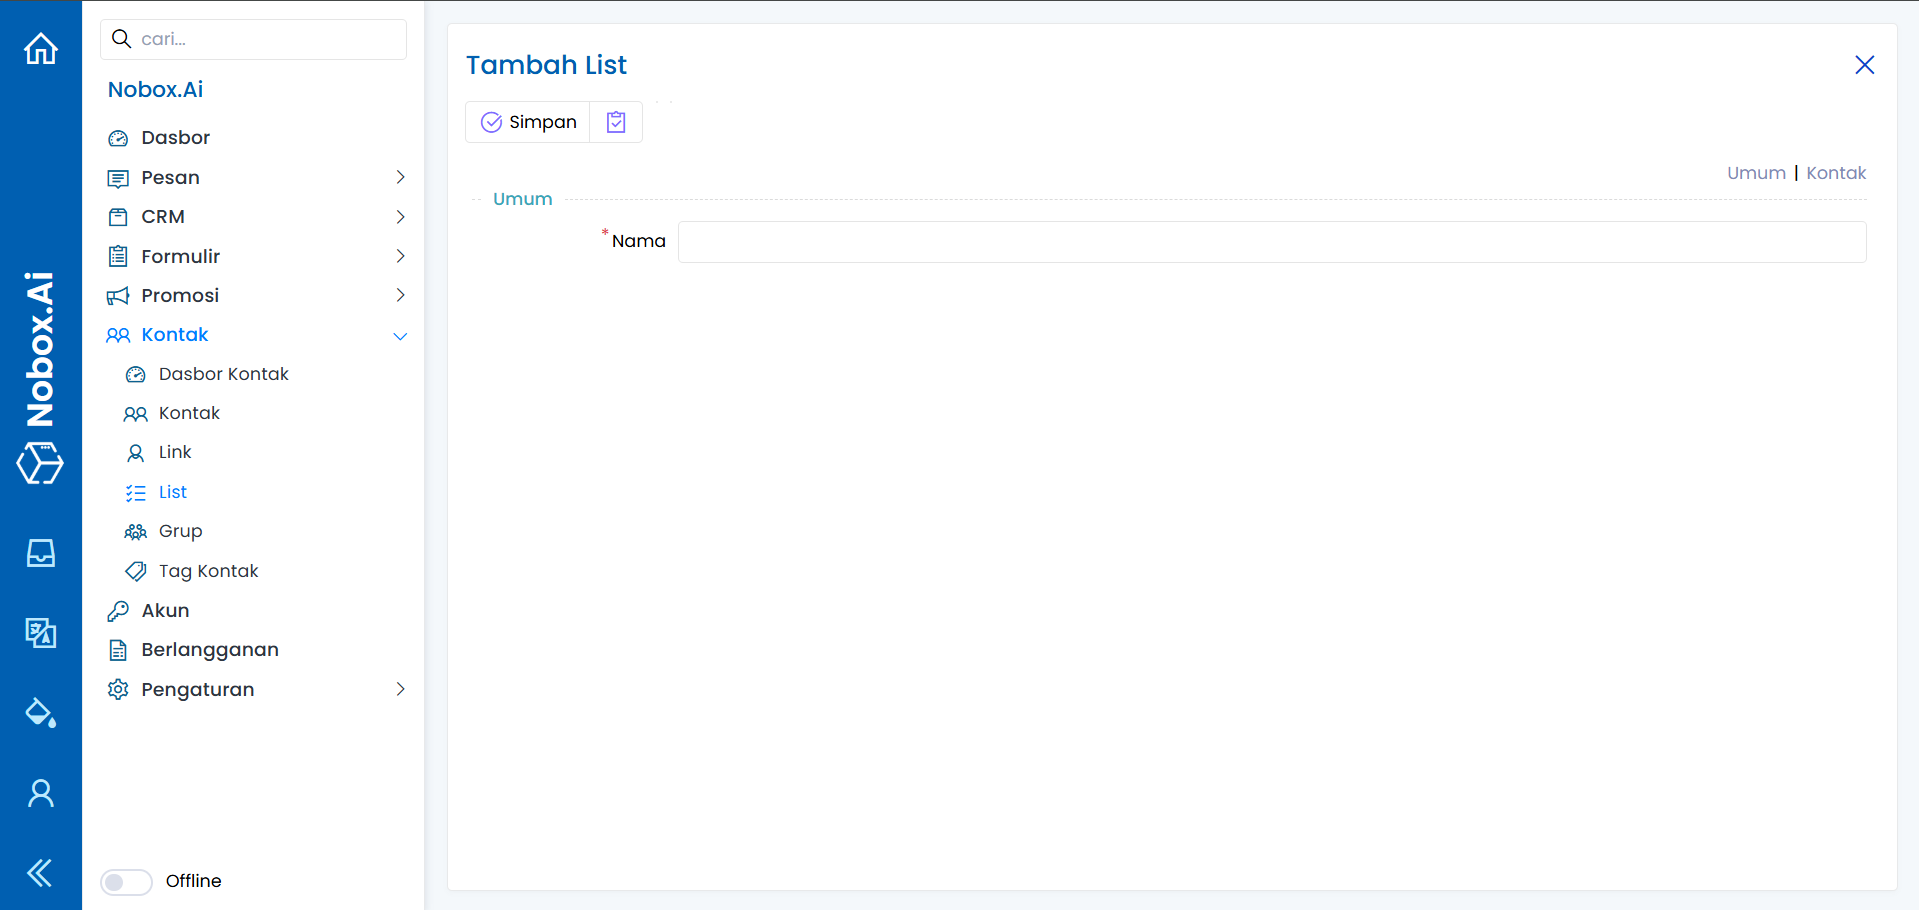 Nobox.Ai
cari...
Nobox.Ai
Dasbor
Pesan
CRM
Formulir
Promosi
Kontak
Dasbor Kontak
Kontak
Link
List
Grup
Tag Kontak
Akun
Berlangganan
Pengaturan
Offline
Tambah List
Simpan
Umum | Kontak
Umum
*Nama